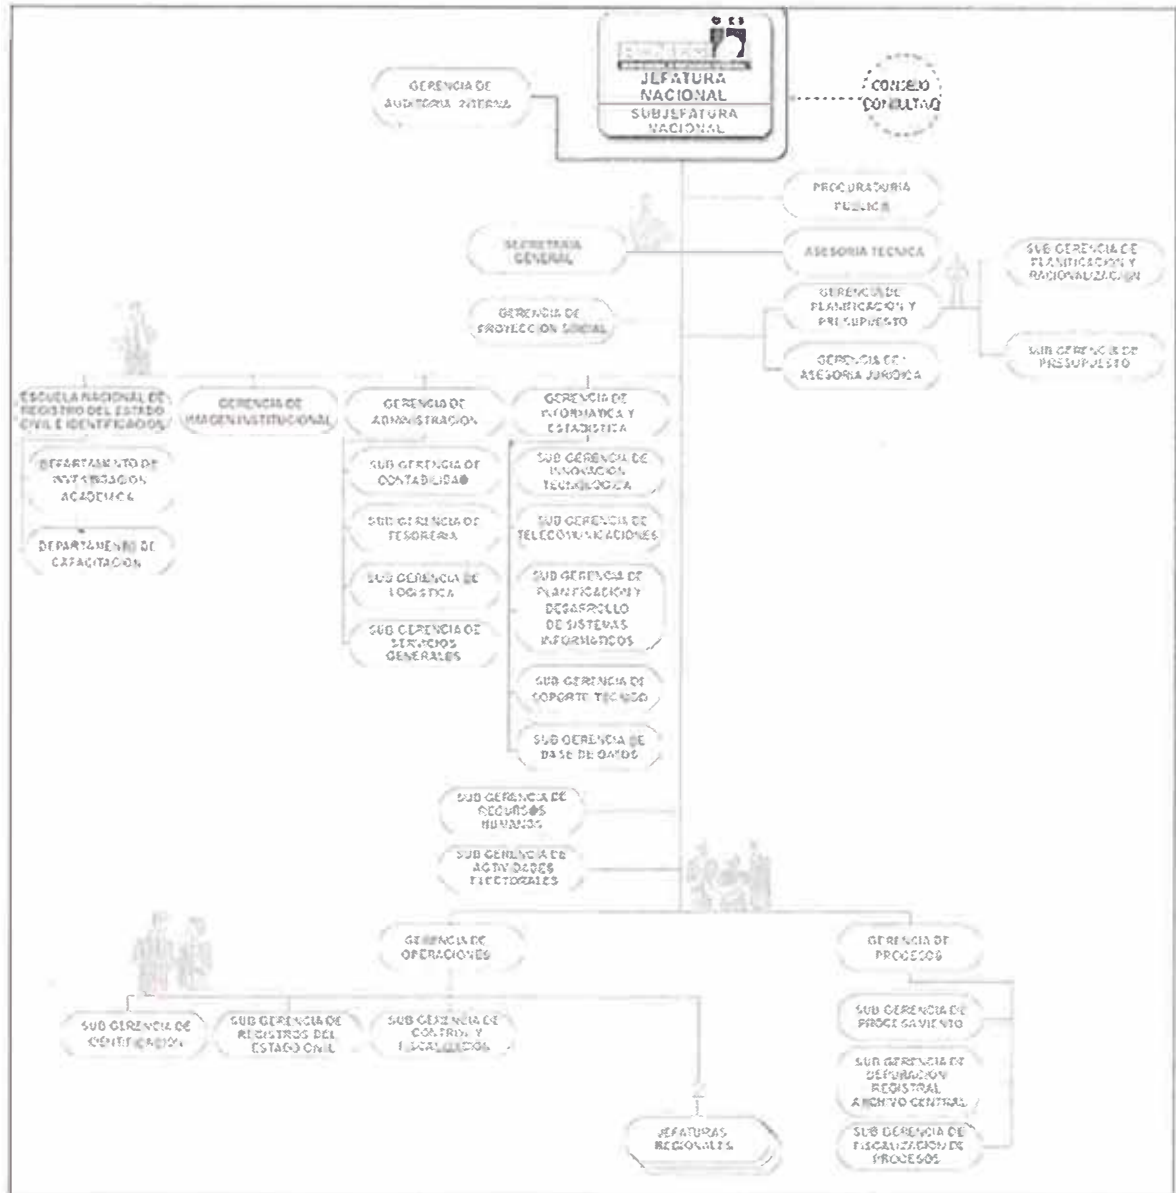 JEFATURA
NACIONAL
SUBJEFATURA
NACIONAL
GERENCIA DE
AUDITORIA INTERNA
CONSEJO
CONSULTIVO
PROCURADURIA
PUBLICA
SECRETARIA
GENERAL
ASESORIA TECNICA
SUB GERENCIA DE
PLANIFICACION Y
RACIONALIZACION
GERENCIA DE
PLANIFICACION Y
PRESUPUESTO
GERENCIA DE
PROYECCION SOCIAL
GERENCIA DE
ASESORIA JURIDICA
SUB GERENCIA DE
PRESUPUESTO
ESCUELA NACIONAL DE
REGISTRO DEL ESTADO
CIVIL E IDENTIFICACION
GERENCIA DE
IMAGEN INSTITUCIONAL
GERENCIA DE
ADMINISTRACION
GERENCIA DE
INFORMATICA Y
ESTADISTICA
DEPARTAMENTO DE
INVESTIGACION
ACADEMICA
DEPARTAMENTO DE
CAPACITACION
SUB GERENCIA DE
CONTABILIDAD
SUB GERENCIA DE
TESORERIA
SUB GERENCIA DE
LOGISTICA
SUB GERENCIA DE
SERVICIOS
GENERALES
SUB GERENCIA DE
INNOVACION
TECNOLOGICA
SUB GERENCIA DE
TELECOMUNICACIONES
SUB GERENCIA DE
PLANIFICACION Y
DESARROLLO
DE SISTEMAS
INFORMATICOS
SUB GERENCIA DE
SOPORTE TECNICO
SUB GERENCIA DE
BASE DE DATOS
SUB GERENCIA DE
RECURSOS
HUMANOS
SUB GERENCIA DE
ACTIVIDADES
ELECTORALES
GERENCIA DE
OPERACIONES
GERENCIA DE
PROCESOS
SUB GERENCIA DE
IDENTIFICACION
SUB GERENCIA DE
REGISTROS DEL
ESTADO CIVIL
SUB GERENCIA DE
CONTROL Y
FISCALIZACION
JEFATURAS
REGIONALES
SUB GERENCIA DE
PROCESAMIENTO
SUB GERENCIA DE
DEPURACION
REGISTRAL
ARCHIVO CENTRAL
SUB GERENCIA DE
FISCALIZACION DE
PROCESOS